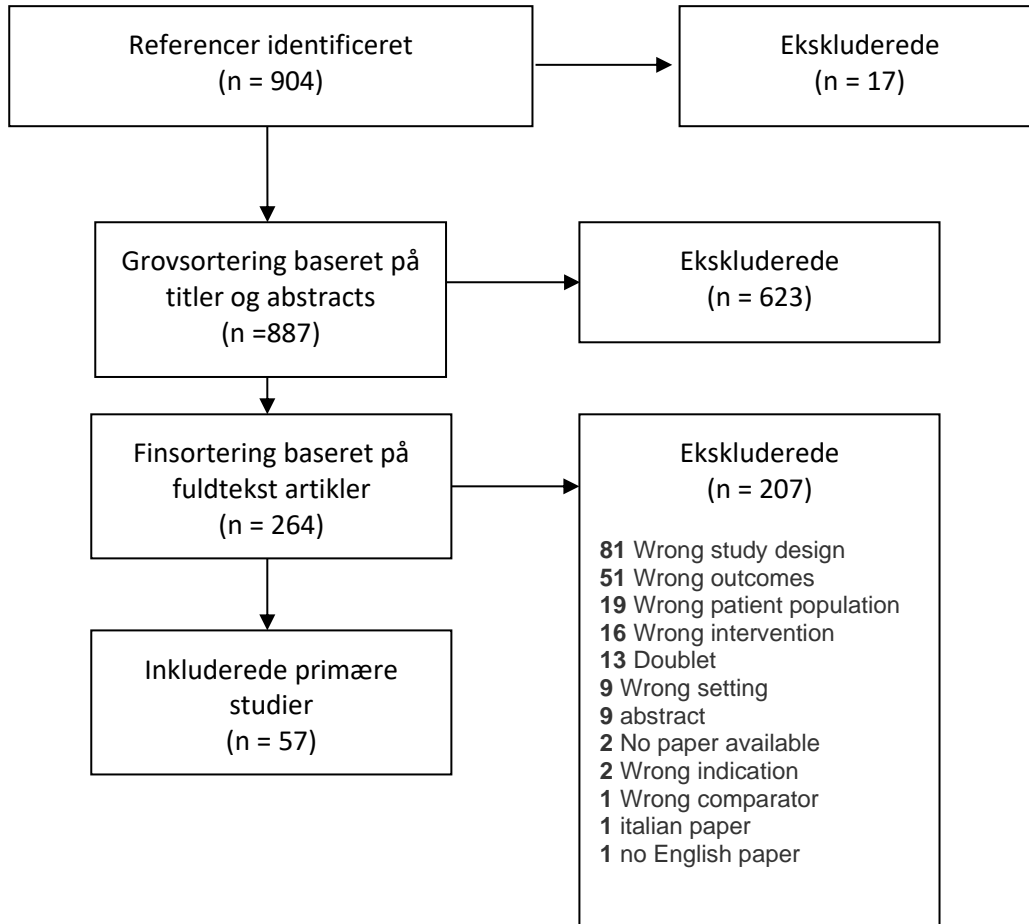 Referencer identificeret
(n = 904)
Ekskluderede
(n = 17)
Grovsortering baseret på
titler og abstracts
(n =887)
Ekskluderede
(n = 623)
Finsortering baseret på
fuldtekst artikler
(n = 264)
Ekskluderede
(n = 207)
81 Wrong study design
51 Wrong outcomes
19 Wrong patient population
16 Wrong intervention
13 Doublet
9 Wrong setting
9 abstract
2 No paper available
2 Wrong indication
1 Wrong comparator
1 italian paper
1 no English paper
Inkluderede primære
studier
(n = 57)